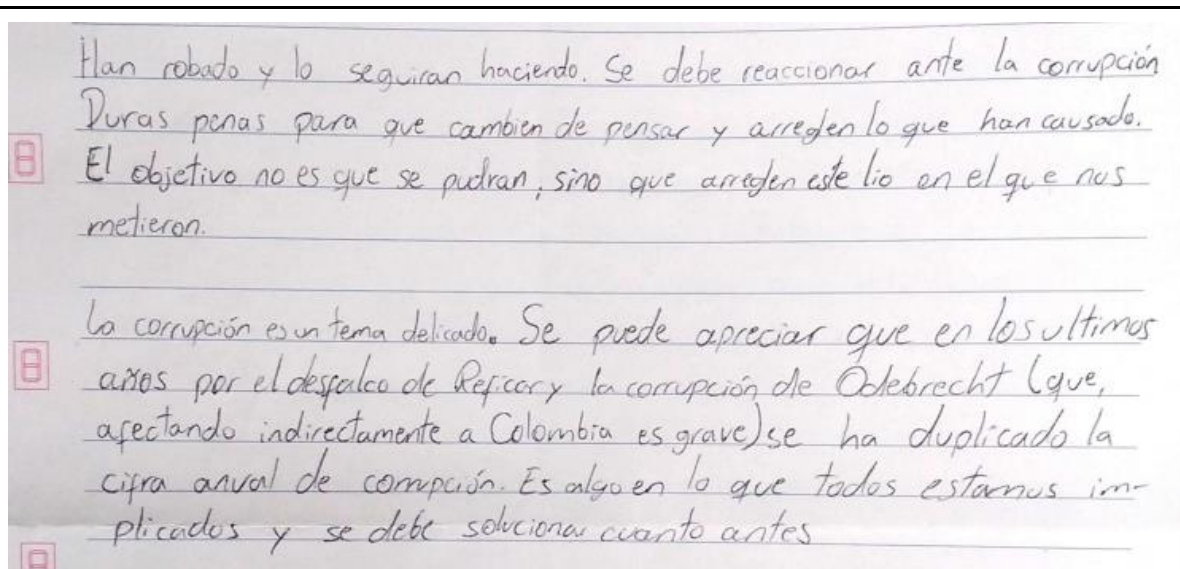 Han robado y lo seguiran haciendo. Se debe reaccionar ante la corrupción
Duras penas para que cambien de pensar y arreglen lo que han causado.
El objetivo no es que se pudran, sino que arreglen este lio en el que nos
metieron.
La corrupción es un tema delicado. Se puede apreciar que en los ultimos
años por el desfalco de Reficar y la corrupción de Odebrecht (que,
afectando indirectamente a Colombia es grave) se ha duplicado la
cifra anual de corrupción. Es algo en lo que todos estamos im-
plicados y se debe solucionar cuanto antes